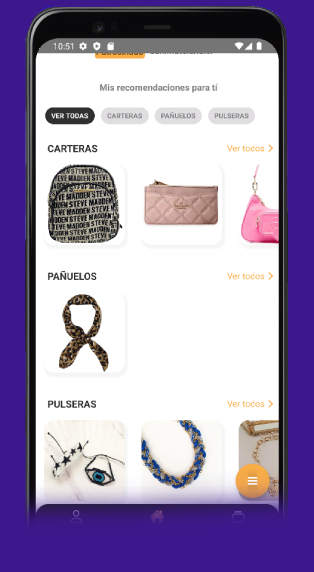 10:51
Mis recomendaciones para tí
VER TODAS CARTERAS PAÑUELOS PULSERAS
CARTERAS Ver todos
STEVE MADDEN
PAÑUELOS Ver todos
PULSERAS Ver todos